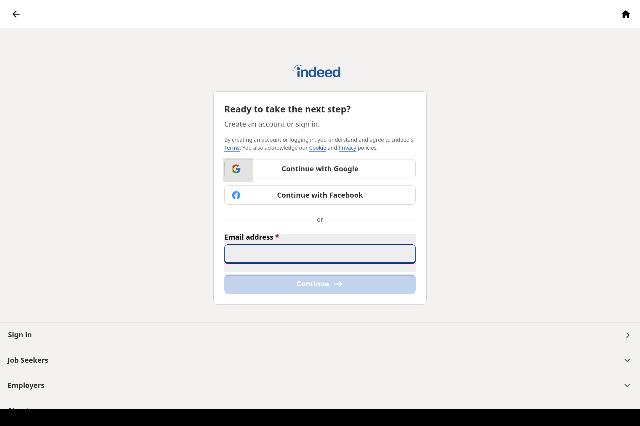 indeed
Ready to take the next step?
Create an account or sign in.
By creating an account or logging in, you understand and agree to Indeed's
Terms. You also acknowledge our Cookie and Privacy policies.
Continue with Google
Continue with Facebook
or
Email address *
Continue →
Sign in
Job Seekers
Employers